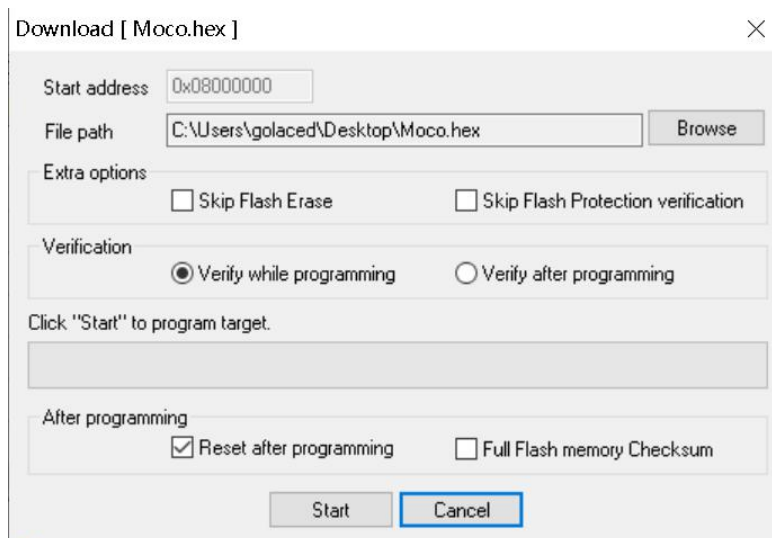 Download [ Moco.hex ]
Start address 0x08000000
File path C:\Users\golaced\Desktop\Moco.hex Browse
Extra options
Skip Flash Erase Skip Flash Protection verification
Verification
Verify while programming Verify after programming
Click "Start" to program target.
After programming
Reset after programming Full Flash memory Checksum
Start Cancel